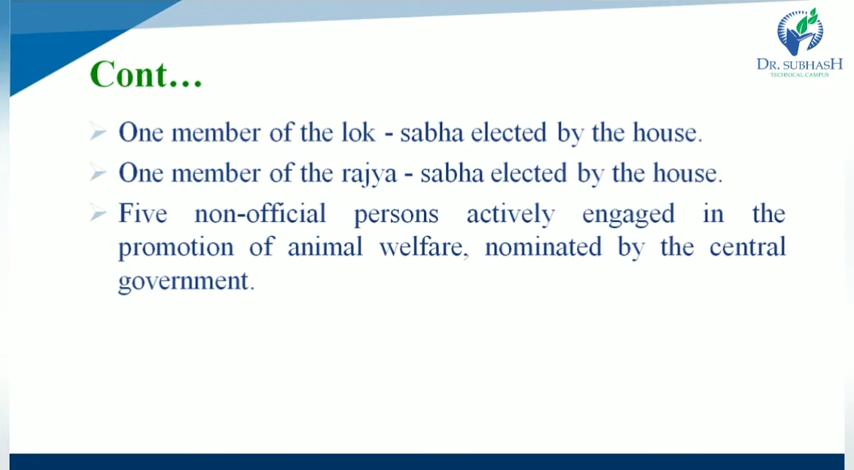 DR. SUBHASH
TECHNICAL CAMPUS
Cont…
One member of the lok - sabha elected by the house.
One member of the rajya - sabha elected by the house.
Five non-official persons actively engaged in the
promotion of animal welfare, nominated by the central
government.